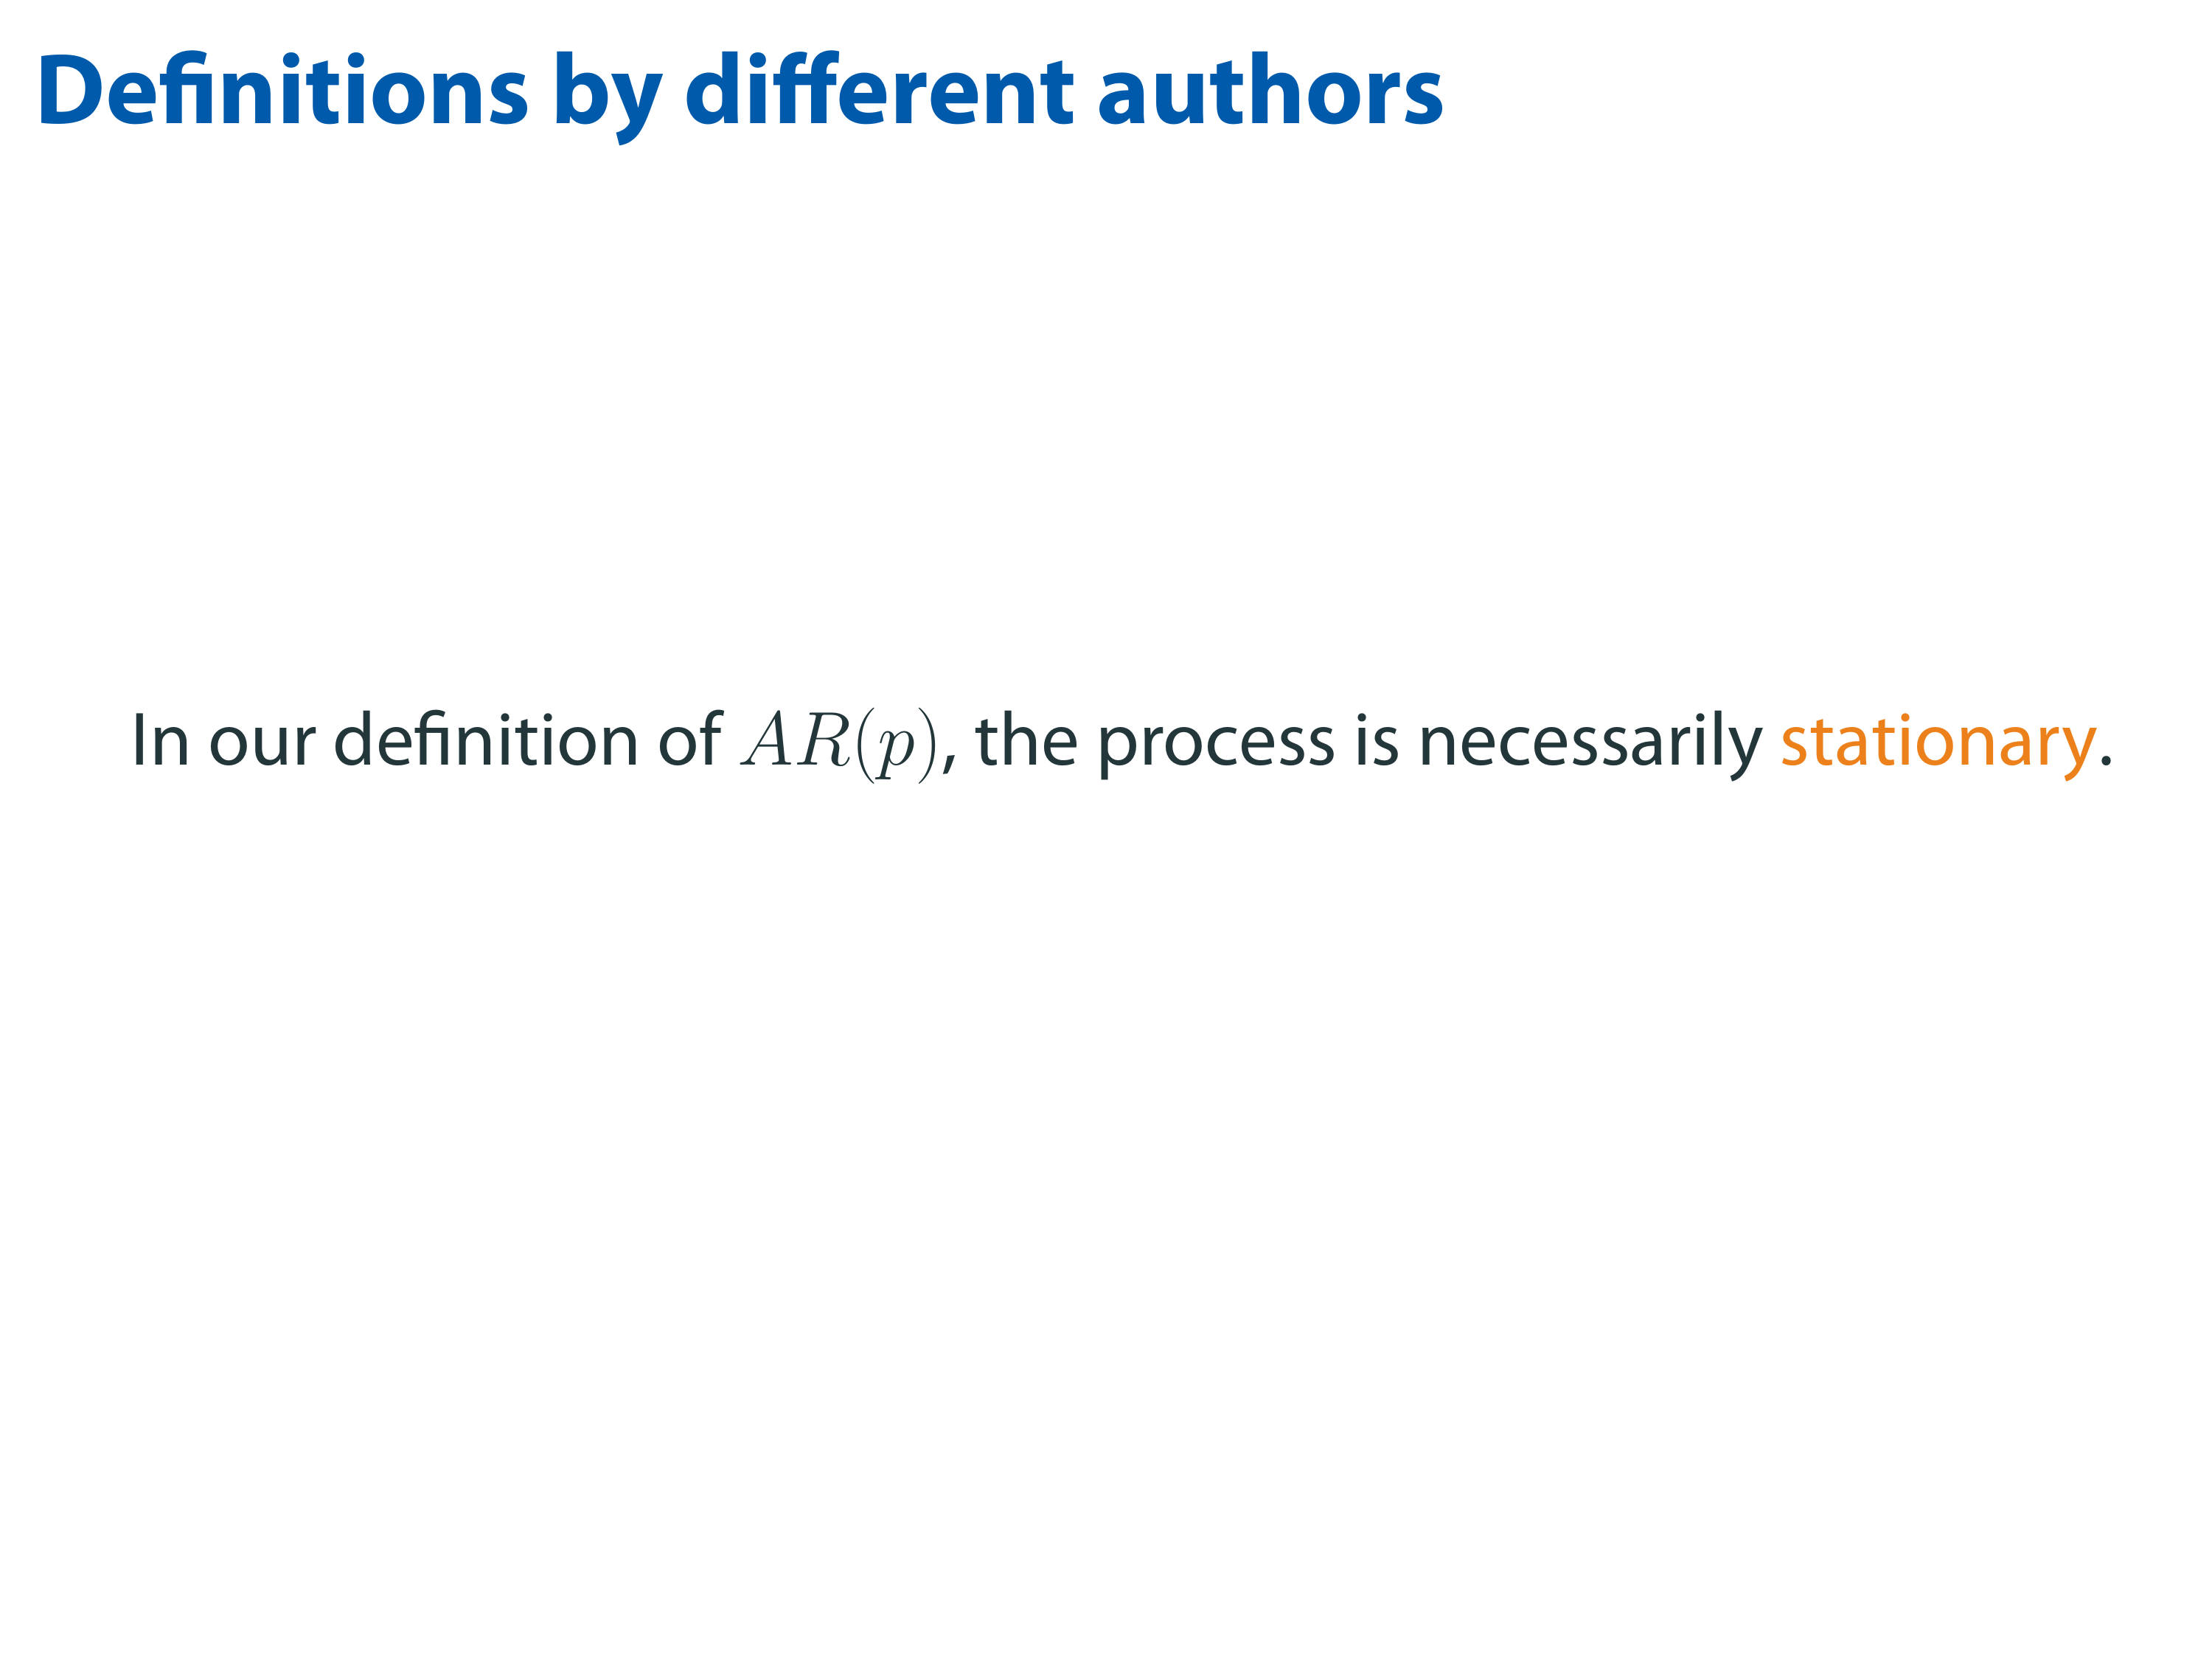 Definitions by different authors
In our definition of AR(p), the process is necessarily stationary.